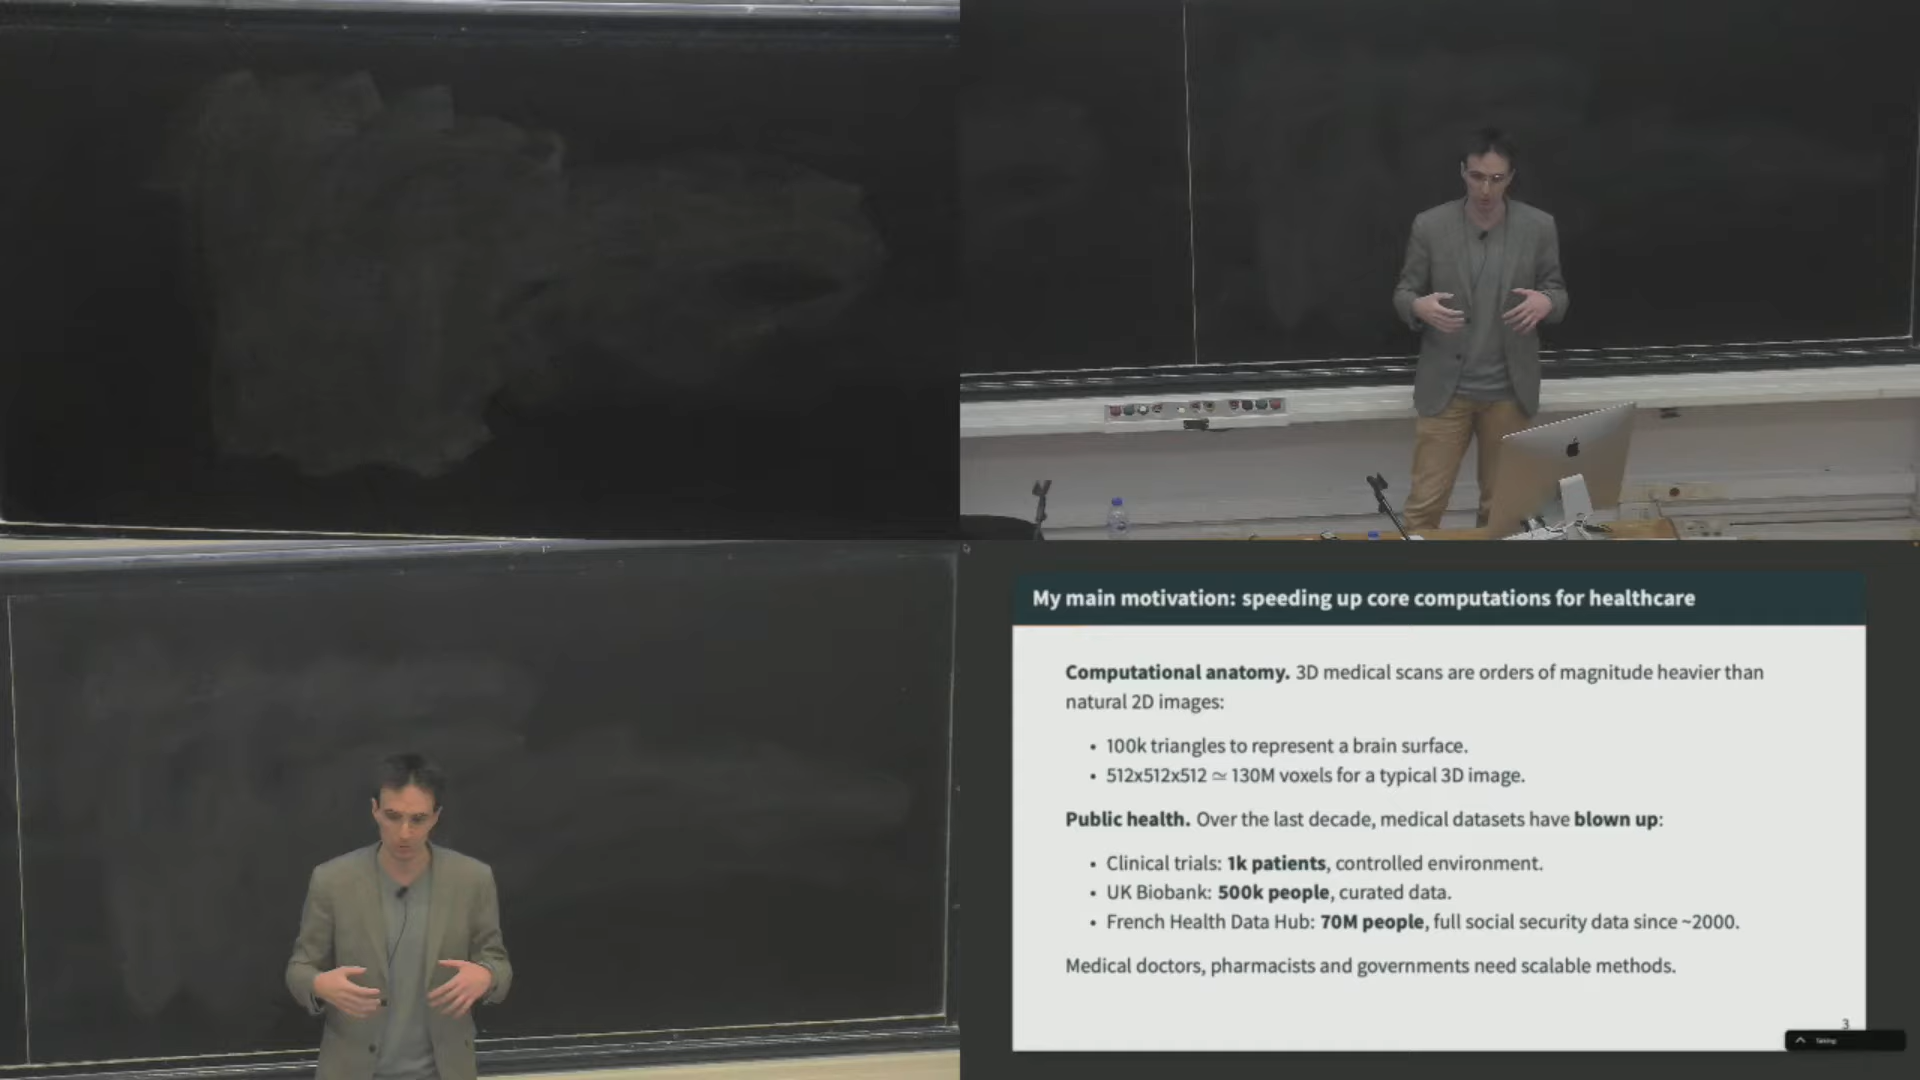 My main motivation: speeding up core computations for healthcare
Computational anatomy. 3D medical scans are orders of magnitude heavier than
natural 2D images:
• 100k triangles to represent a brain surface.
• 512x512x512 ≃ 130M voxels for a typical 3D image.
Public health. Over the last decade, medical datasets have blown up:
• Clinical trials: 1k patients, controlled environment.
• UK Biobank: 500k people, curated data.
• French Health Data Hub: 70M people, full social security data since ~2000.
Medical doctors, pharmacists and governments need scalable methods.
3